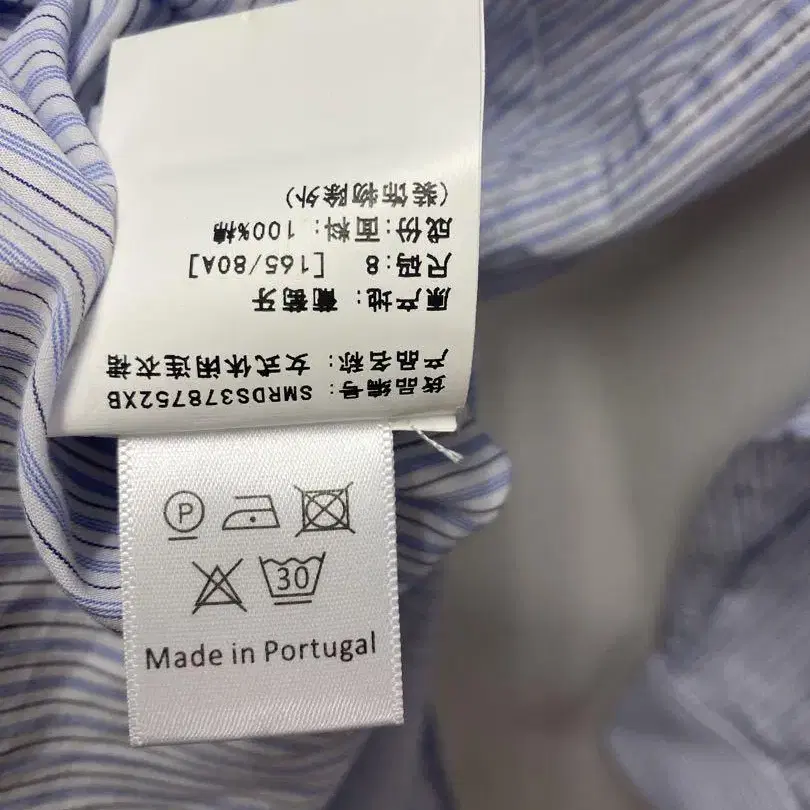 货品编号: SMRDS378752XB
产品名称: 女式休闲连衣裙
原产地: 葡萄牙
尺码:8 [165/80A]
成份:面料:100%棉
(装饰物除外)
P
30
Made in Portugal